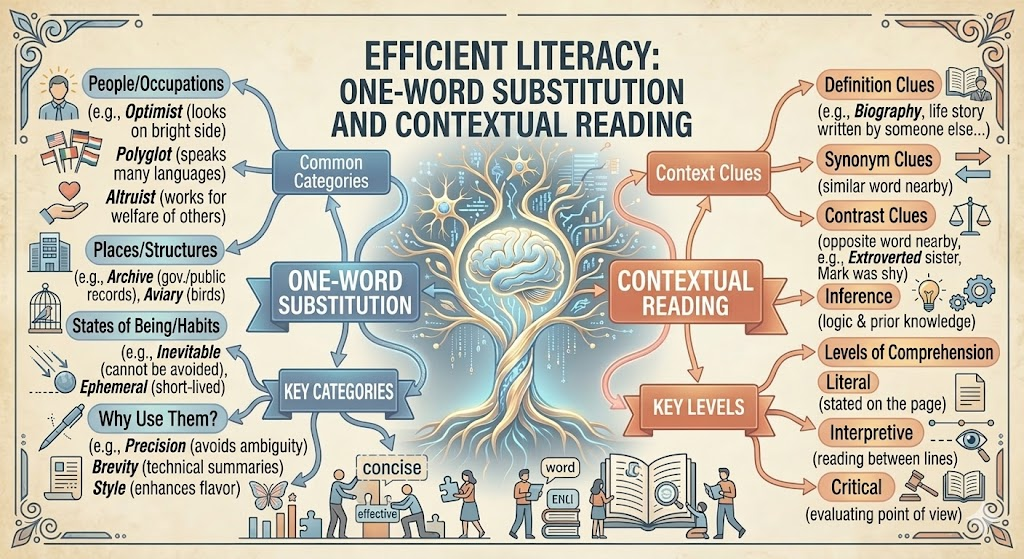 EFFICIENT LITERACY:
ONE-WORD SUBSTITUTION
AND CONTEXTUAL READING
People/Occupations
(e.g., Optimist (looks
on bright side)
Polyglot (speaks
many languages)
Altruist (works for
welfare of others)
Places/Structures
(e.g., Archive (gov./public
records), Aviary (birds)
States of Being/Habits
(e.g., Inevitable
(cannot be avoided),
Ephemeral (short-lived)
Why Use Them?
(e.g., Precision (avoids ambiguity)
Brevity (technical summaries)
Style (enhances flavor)
Common
Categories
ONE-WORD
SUBSTITUTION
KEY CATEGORIES
Context Clues
CONTEXTUAL
READING
KEY LEVELS
Definition Clues
(e.g., Biography, life story
written by someone else...)
Synonym Clues
(similar word nearby)
Contrast Clues
(opposite word nearby,
e.g., Extroverted sister,
Mark was shy)
Inference
(logic & prior knowledge)
Levels of Comprehension
Literal
(stated on the page)
Interpretive
(reading between lines)
Critical
(evaluating point of view)
concise
effective
word